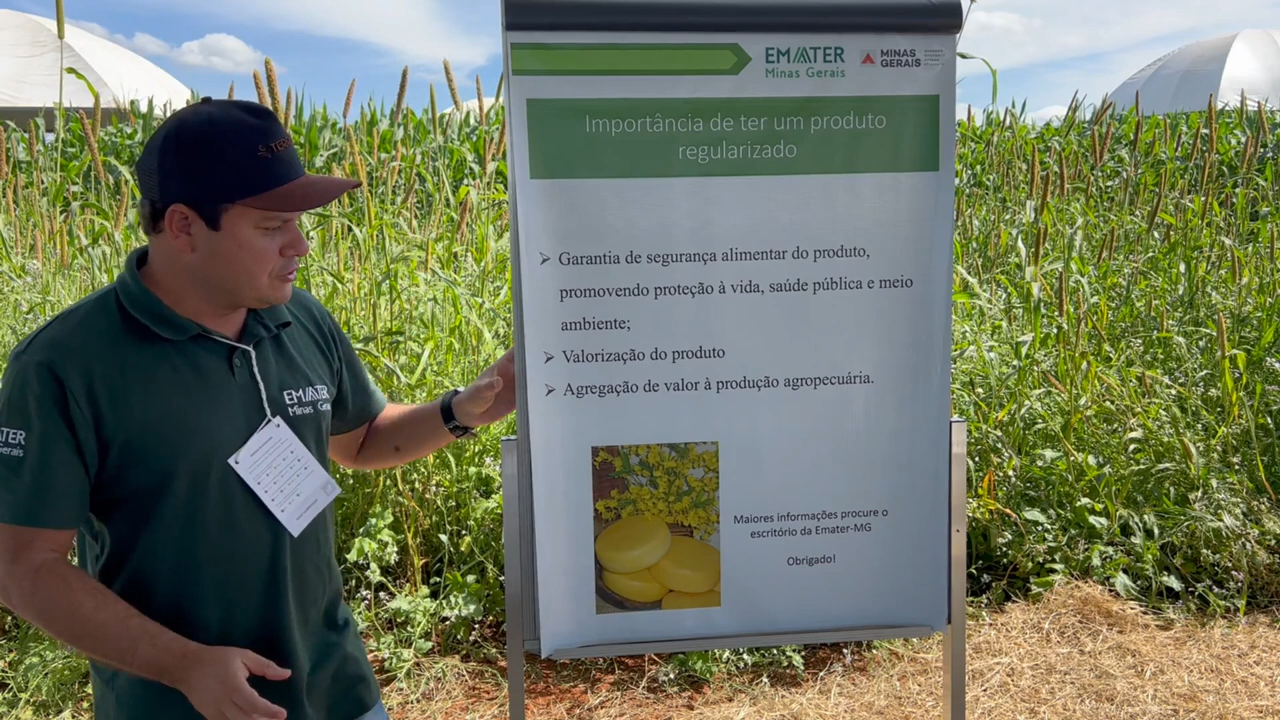 EMATER
Minas Gerais
MINAS
GERAIS
Importância de ter um produto
regularizado
Garantia de segurança alimentar do produto,
promovendo proteção à vida, saúde pública e meio
ambiente;
Valorização do produto
Agregação de valor à produção agropecuária.
Maiores informações procure o
escritório da Emater-MG
Obrigado!
EMATER
Minas